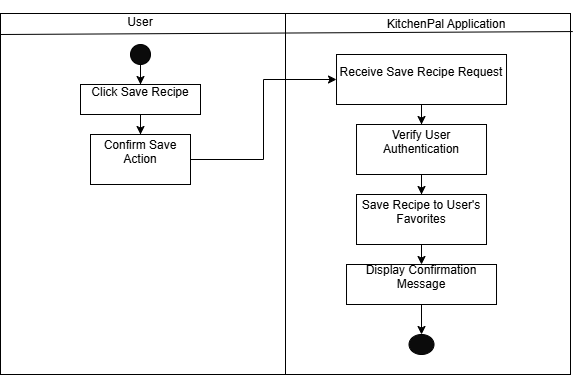 User
KitchenPal Application
Click Save Recipe
Confirm Save
Action
Receive Save Recipe Request
Verify User
Authentication
Save Recipe to User's
Favorites
Display Confirmation
Message